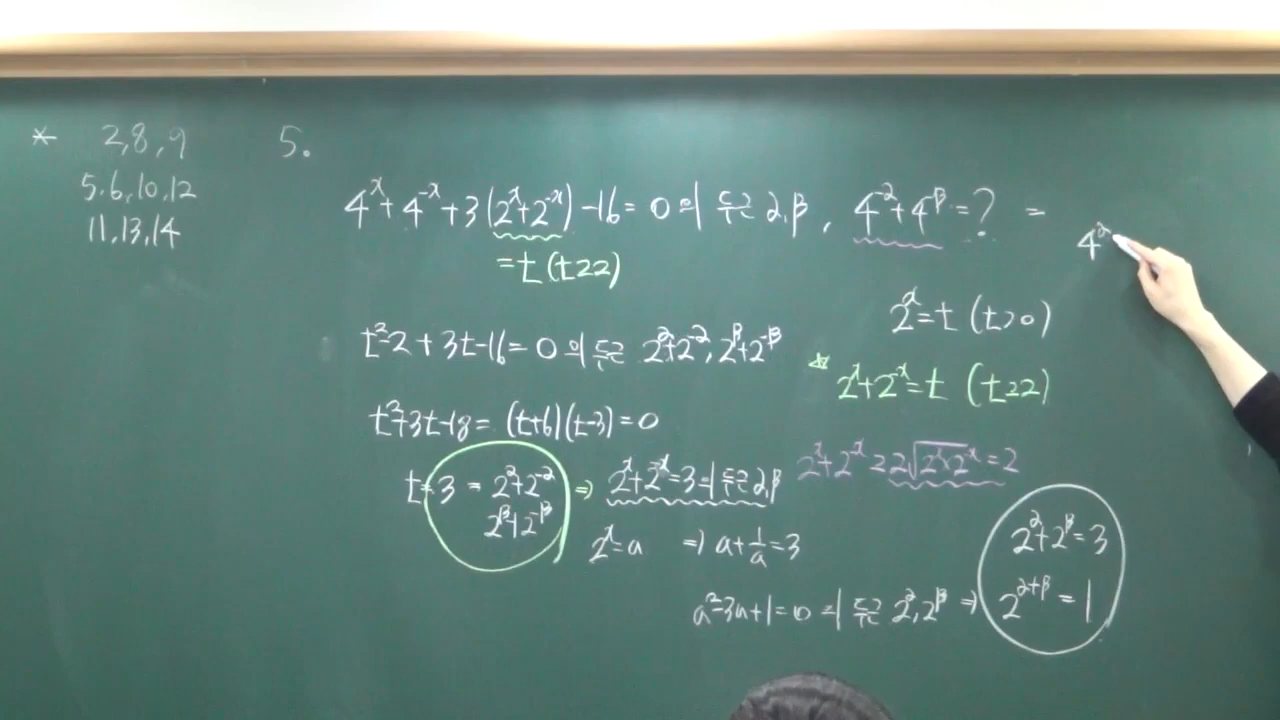 * 2,8,9
5.6,10,12
11,13,14
5.
4^x+4^-x+3(2^x+2^-x)-16=0의 두근 α,β, 4^α+4^β=? =
4^α
=t(t≥2)
2^x=t (t>0)
t²-2+3t-16=0의 두근 2^α+2^-α, 2^β+2^-β
☆ 2^x+2^-x=t (t≥2)
t²+3t-18=(t+6)(t-3)=0
2^x+2^-x≥2√2^x×2^-x=2
t=3=2^α+2^-α ⇒ 2^x+2^-x=3의 두근 α,β
2^β+2^-β
2^x=a ⇒ a+1/a=3
a²-3a+1=0의 두근 2^α,2^β ⇒
2^α+2^β=3
2^α+β=1